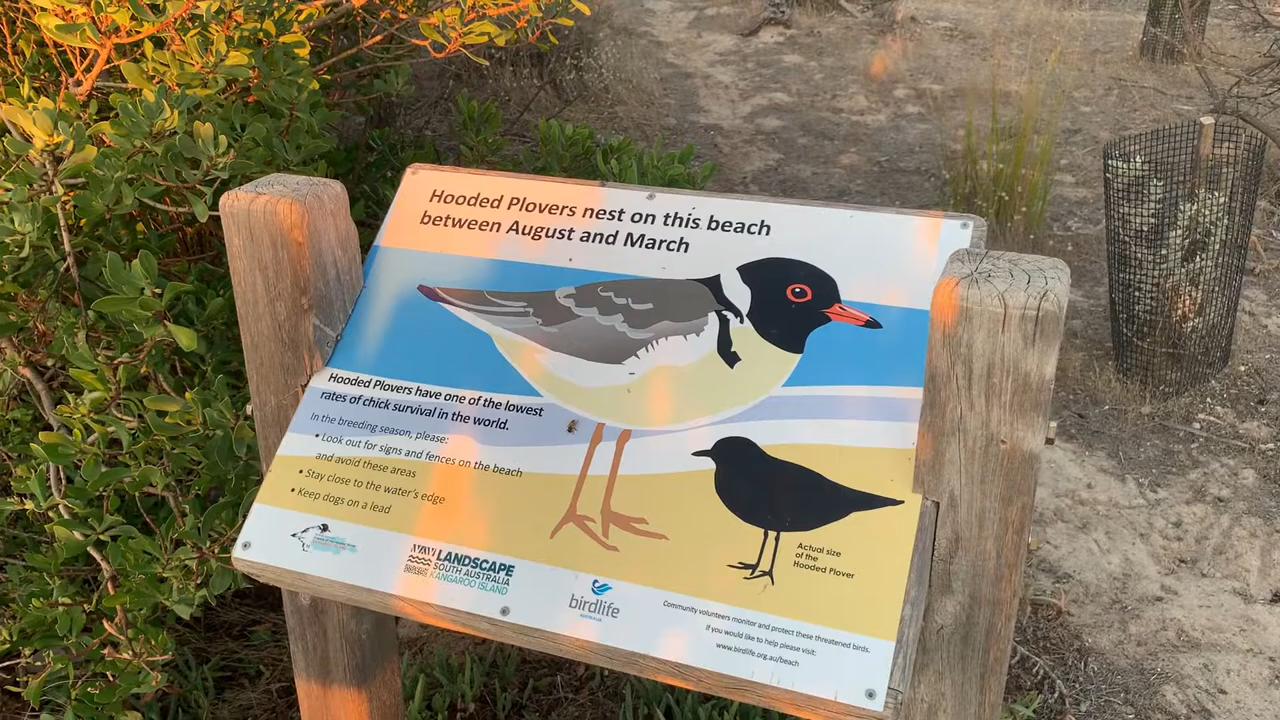 Hooded Plovers nest on this beach
between August and March
Hooded Plovers have one of the lowest
rates of chick survival in the world.
In the breeding season, please:
• Look out for signs and fences on the beach
and avoid these areas
• Stay close to the water's edge
• Keep dogs on a lead
Actual size
of the
Hooded Plover
LANDSCAPE
SOUTH AUSTRALIA
KANGAROO ISLAND
birdlife
AUSTRALIA
Community volunteers monitor and protect these threatened birds.
If you would like to help please visit:
www.birdlife.org.au/beach